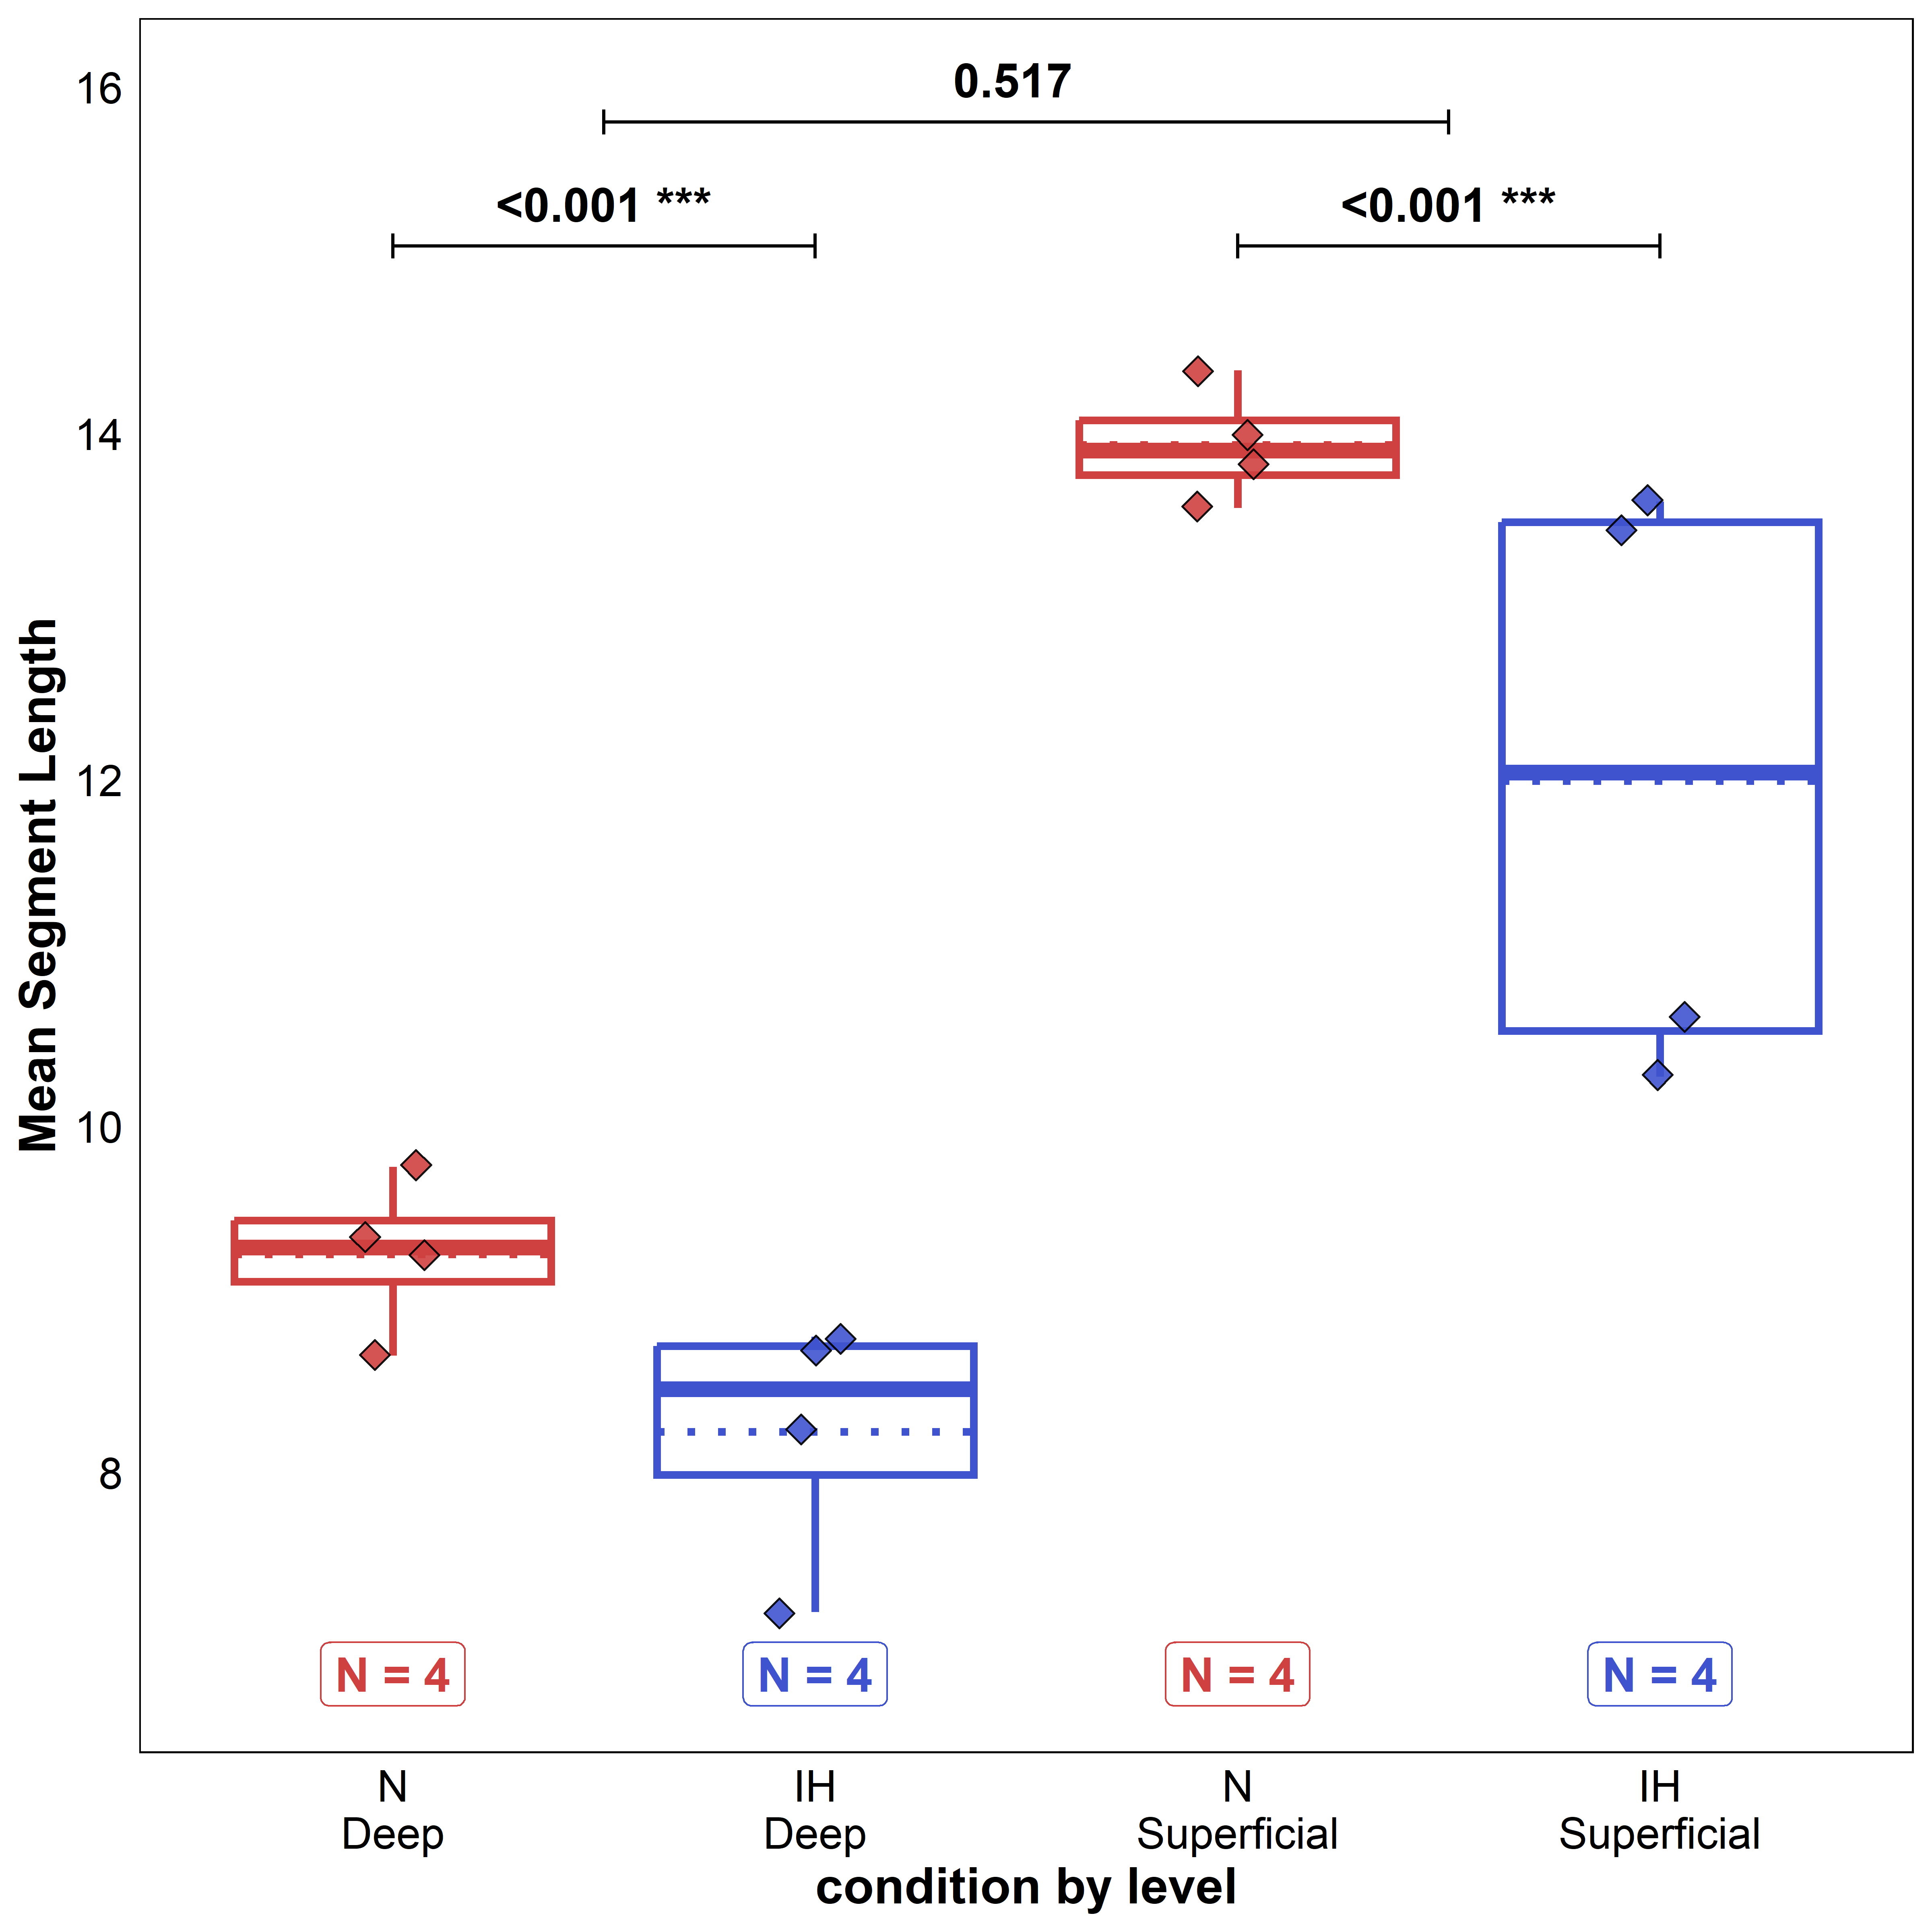 16
0.517
<0.001 ***
<0.001 ***
14
12
10
8
Mean Segment Length
N = 4
N = 4
N = 4
N = 4
N
Deep
IH
Deep
N
Superficial
IH
Superficial
condition by level